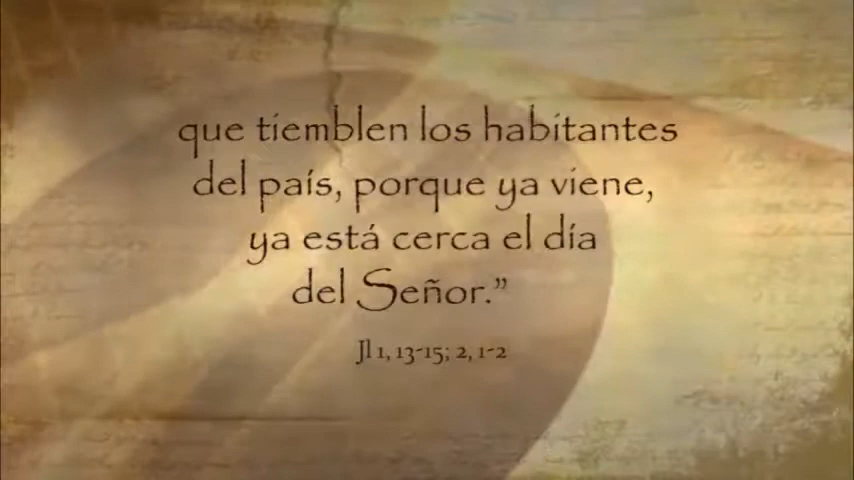 que tiemblen los habitantes
del país, porque ya viene,
ya está cerca el día
del Señor.”
Jl 1, 13-15; 2, 1-2